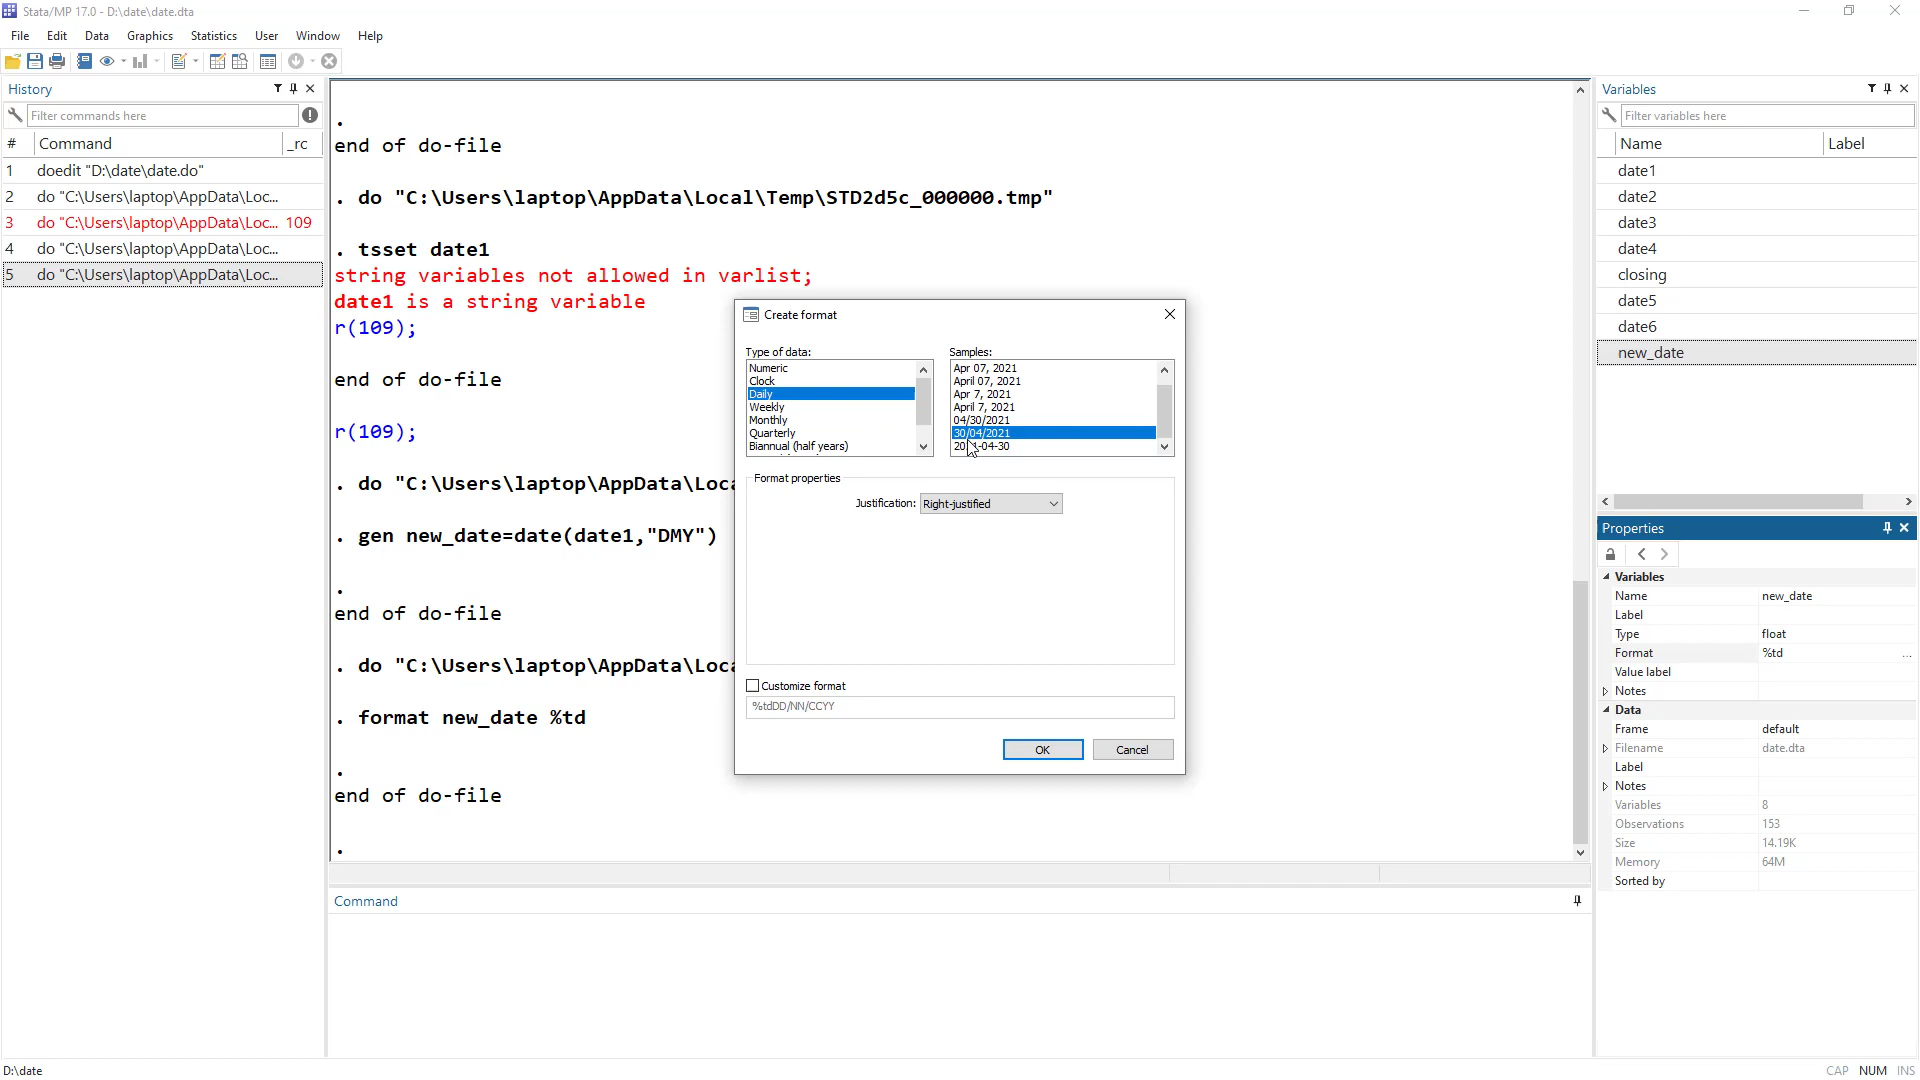 Stata/MP 17.0 - D:\date\date.dta
File Edit Data Graphics Statistics User Window Help
History
Filter commands here
# Command _rc
1 doedit "D:\date\date.do"
2 do "C:\Users\laptop\AppData\Loc...
3 do "C:\Users\laptop\AppData\Loc... 109
4 do "C:\Users\laptop\AppData\Loc...
5 do "C:\Users\laptop\AppData\Loc...
.
end of do-file
. do "C:\Users\laptop\AppData\Local\Temp\STD2d5c_000000.tmp"
. tsset date1
string variables not allowed in varlist;
date1 is a string variable
r(109);
end of do-file
r(109);
. do "C:\Users\laptop\AppData\Loca
. gen new_date=date(date1,"DMY")
.
end of do-file
. do "C:\Users\laptop\AppData\Loca
. format new_date %td
.
end of do-file
.
Command
Create format
Type of data:
Numeric
Clock
Daily
Weekly
Monthly
Quarterly
Biannual (half years)
Samples:
Apr 07, 2021
April 07, 2021
Apr 7, 2021
April 7, 2021
04/30/2021
30/04/2021
2021-04-30
Format properties
Justification: Right-justified
Customize format
%tdDD/NN/CCYY
OK Cancel
Variables
Filter variables here
Name Label
date1
date2
date3
date4
closing
date5
date6
new_date
Properties
Variables
Name new_date
Label
Type float
Format %td ...
Value label
Notes
Data
Frame default
Filename date.dta
Label
Notes
Variables 8
Observations 153
Size 14.19K
Memory 64M
Sorted by
D:\date
CAP NUM INS